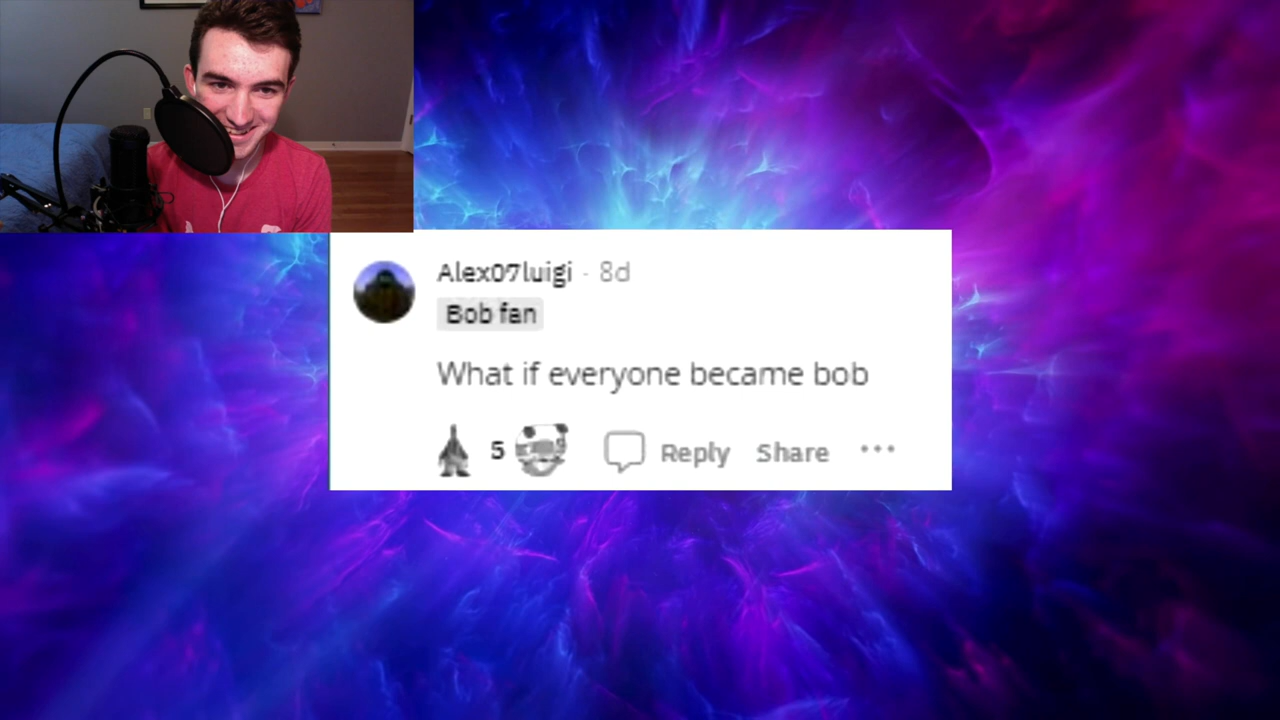 Alex07luigi · 8d
Bob fan
What if everyone became bob
5 Reply Share ···